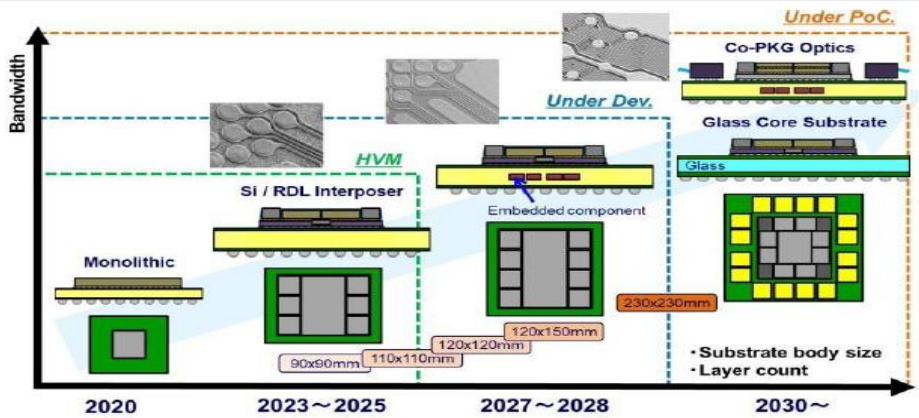 Under PoC.
Co-PKG Optics
Bandwidth
Under Dev.
Glass Core Substrate
HVM
Glass
Si / RDL Interposer
Embedded component
Monolithic
230x230mm
120x150mm
120x120mm
110x110mm
90x90mm
・Substrate body size
・Layer count
2020
2023～2025
2027～2028
2030～